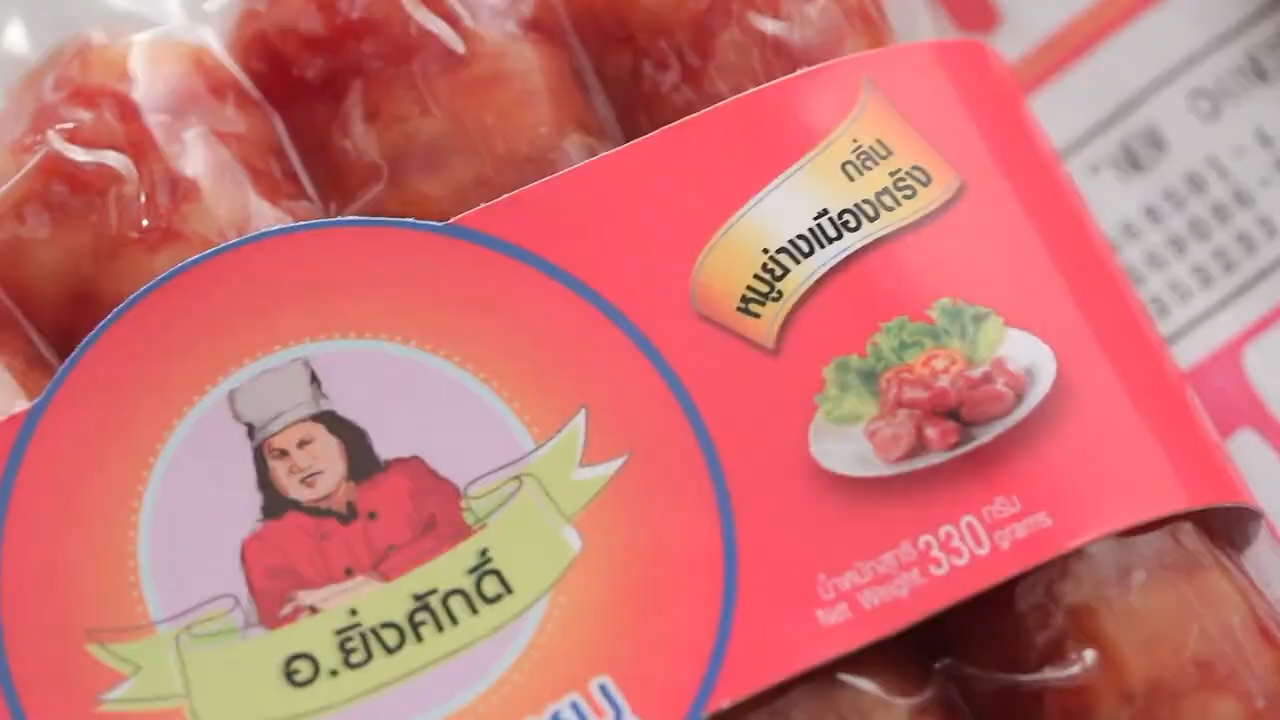 กลิ่น
หมูย่างเมืองตรัง
อ.ยิ่งศักดิ์
น้ำหนักสุทธิ 330 กรัม
Net Weight grams